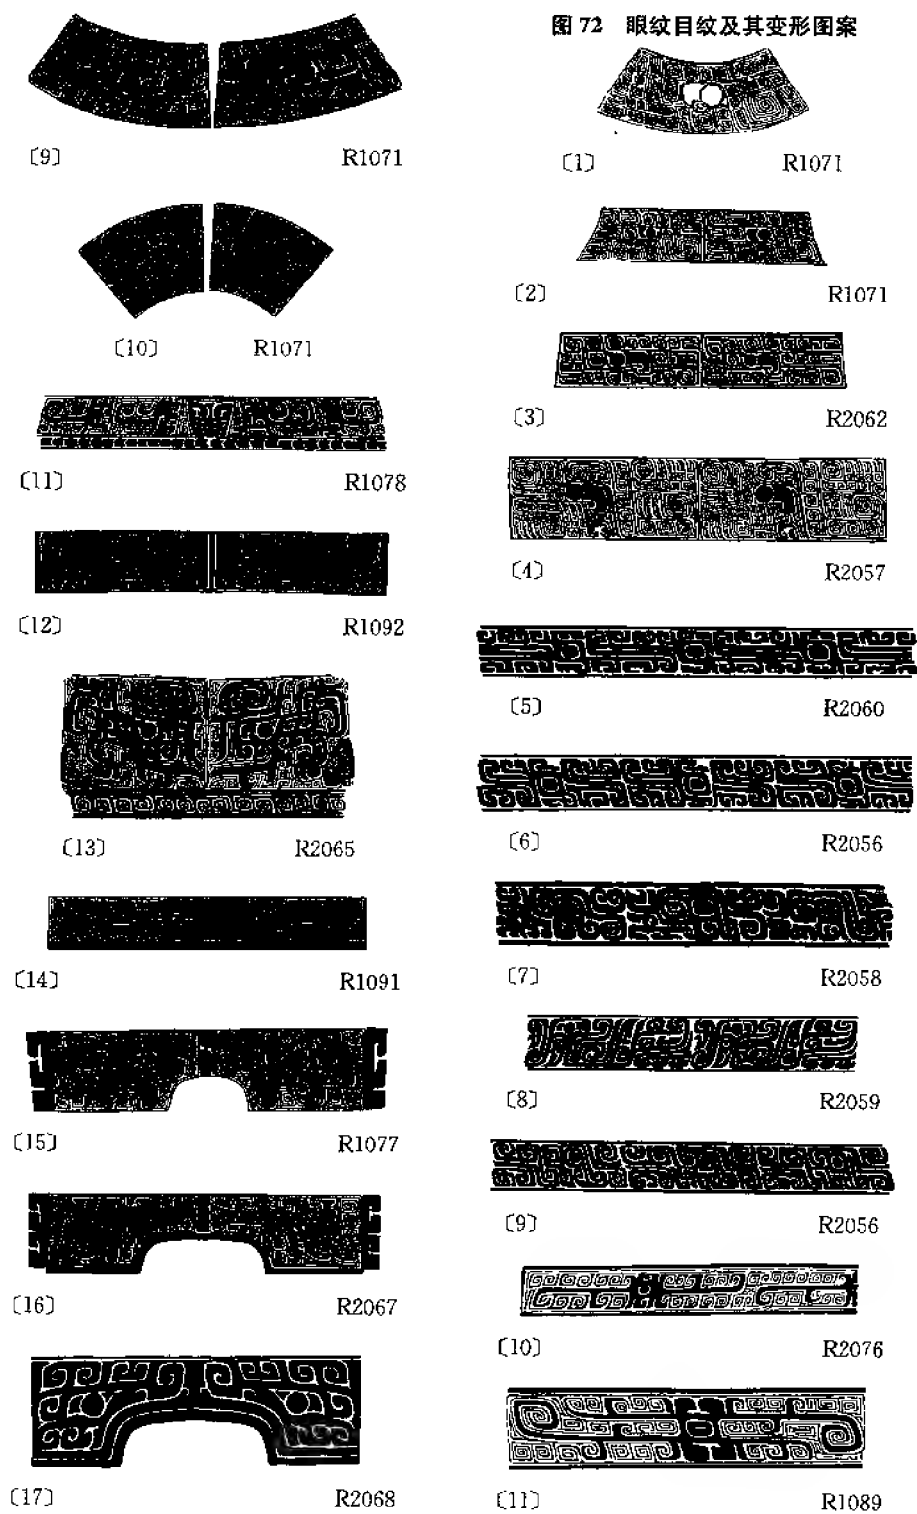 〔9〕 R1071
〔10〕 R1071
〔11〕 R1078
〔12〕 R1092
〔13〕 R2065
〔14〕 R1091
〔15〕 R1077
〔16〕 R2067
〔17〕 R2068
图 72 眼纹目纹及其变形图案
〔1〕 R1071
〔2〕 R1071
〔3〕 R2062
〔4〕 R2057
〔5〕 R2060
〔6〕 R2056
〔7〕 R2058
〔8〕 R2059
〔9〕 R2056
〔10〕 R2076
〔11〕 R1089